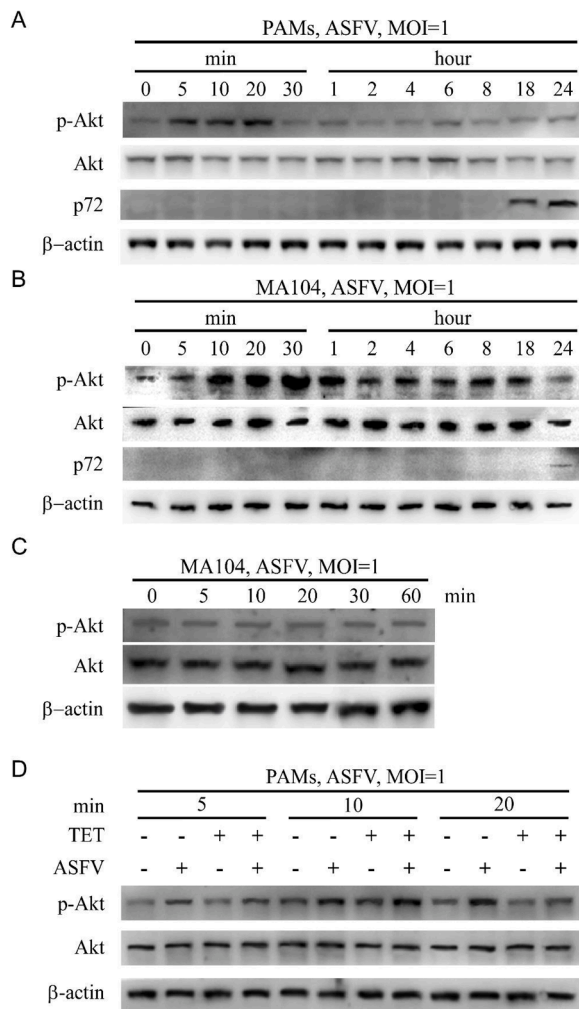 A
PAMs, ASFV, MOI=1
min hour
0 5 10 20 30 1 2 4 6 8 18 24
p-Akt
Akt
p72
β−actin
B
MA104, ASFV, MOI=1
min hour
0 5 10 20 30 1 2 4 6 8 18 24
p-Akt
Akt
p72
β−actin
C
MA104, ASFV, MOI=1
0 5 10 20 30 60 min
p-Akt
Akt
β−actin
D
PAMs, ASFV, MOI=1
min 5 10 20
TET - - + + - - + + - - + +
ASFV - + - + - + - + - + - +
p-Akt
Akt
β−actin